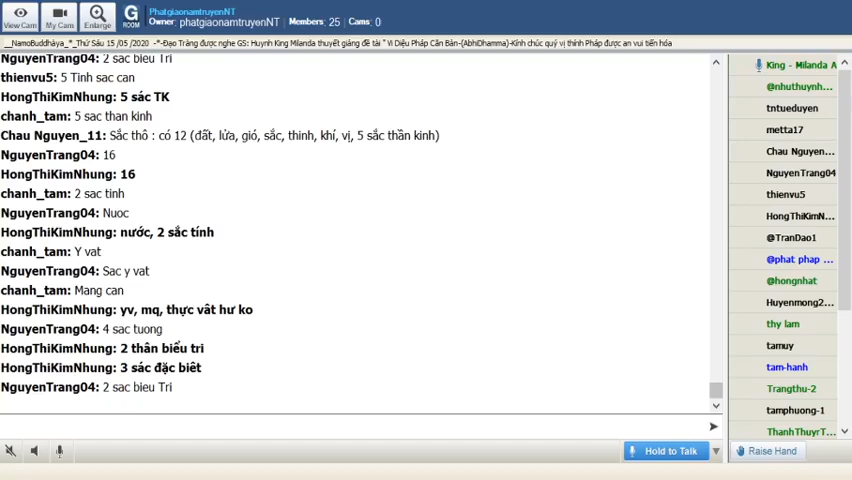 PhatgiaonamtruyenNT
Owner: phatgiaonamtruyenNT Members: 25 Cams: 0
View Cam My Cam Enlarge G ROOM
__NamoBuddhàya_*_Thứ Sáu 15 /05 /2020 -*-Đạo Tràng được nghe GS: Huynh King Milanda thuyết giảng đề tài " Vi Diệu Pháp Căn Bản-(AbhiDhamma)-Kính chúc quý vị thính Pháp được an vui tiến hóa
NguyenTrang04: 2 sac bieu Tri
thienvu5: 5 Tinh sac can
HongThiKimNhung: 5 sác TK
chanh_tam: 5 sac than kinh
Chau Nguyen_11: Sắc thô : có 12 (đất, lửa, gió, sắc, thinh, khí, vị, 5 sắc thần kinh)
NguyenTrang04: 16
HongThiKimNhung: 16
chanh_tam: 2 sac tinh
NguyenTrang04: Nuoc
HongThiKimNhung: nước, 2 sắc tính
chanh_tam: Y vat
NguyenTrang04: Sac y vat
chanh_tam: Mang can
HongThiKimNhung: yv, mq, thực vât hư ko
NguyenTrang04: 4 sac tuong
HongThiKimNhung: 2 thân biểu tri
HongThiKimNhung: 3 sác đặc biêt
NguyenTrang04: 2 sac bieu Tri
King - Milanda A
@nhuthuynh...
tntueduyen
metta17
Chau Nguyen...
NguyenTrang04
thienvu5
HongThiKimN...
@TranDao1
@phat phap ...
@hongnhat
Huyenmong2...
thy lam
tamuy
tam-hanh
Trangthu-2
tamphuong-1
ThanhThuyrT...
Hold to Talk
Raise Hand